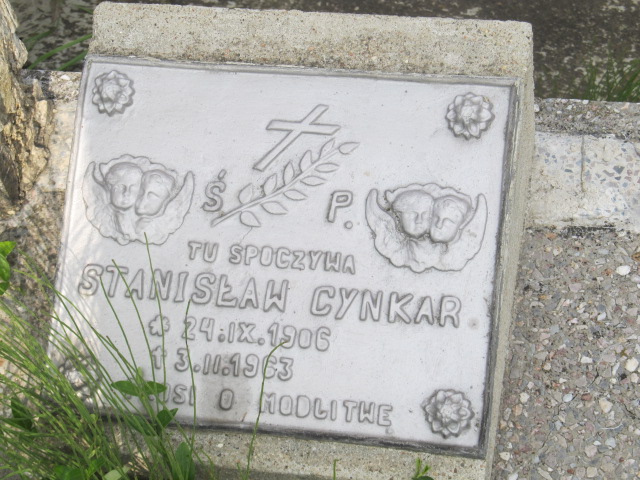 Ś P.
TU SPOCZYWA
STANISŁAW CYNKAR
* 24.IX.1906
† 3.II.1963
O MODLITWE